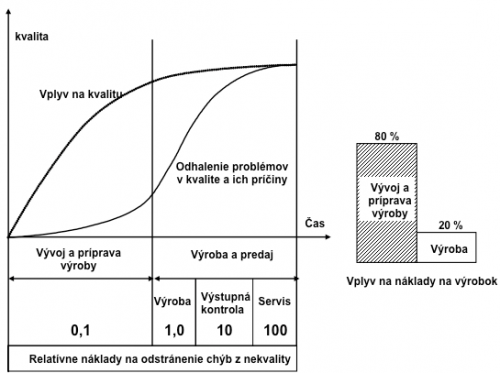 kvalita
Vplyv na kvalitu
Odhalenie problémov
v kvalite a ich príčiny
Čas
Vývoj a príprava
výroby
Výroba a predaj
Výroba
Výstupná
kontrola
Servis
0,1
1,0
10
100
Relatívne náklady na odstránenie chýb z nekvality
80 %
Vývoj a
príprava
výroby
20 %
Výroba
Vplyv na náklady na výrobok